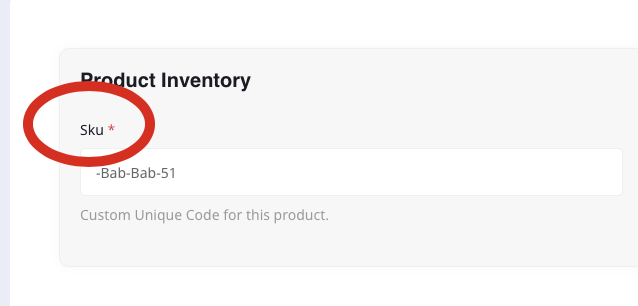 Product Inventory
Sku *
-Bab-Bab-51
Custom Unique Code for this product.